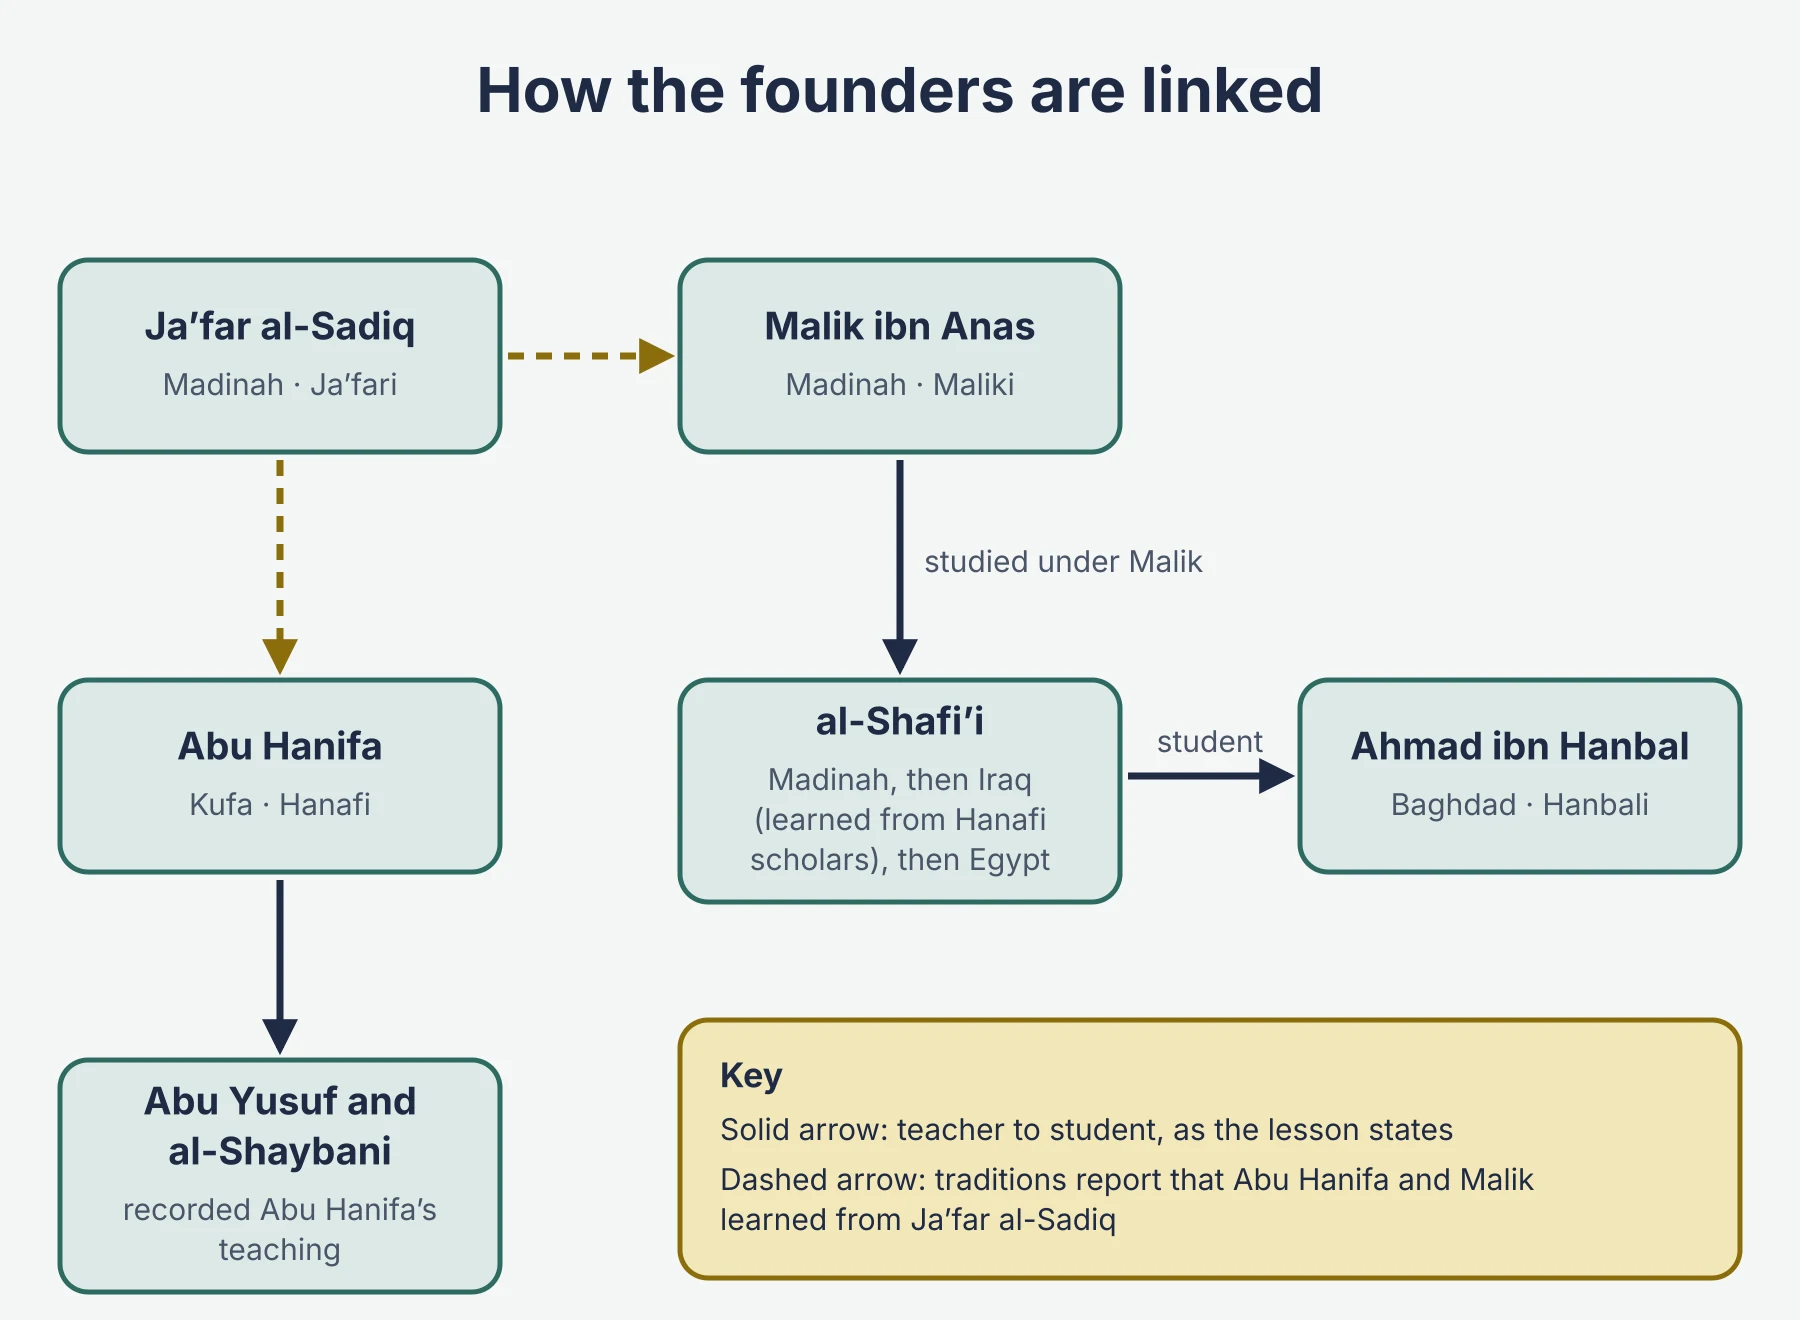 How the founders are linked
Ja’far al-Sadiq
Madinah · Ja’fari
Malik ibn Anas
Madinah · Maliki
studied under Malik
Abu Hanifa
Kufa · Hanafi
al-Shafi’i
Madinah, then Iraq
(learned from Hanafi
scholars), then Egypt
student
Ahmad ibn Hanbal
Baghdad · Hanbali
Abu Yusuf and
al-Shaybani
recorded Abu Hanifa’s
teaching
Key
Solid arrow: teacher to student, as the lesson states
Dashed arrow: traditions report that Abu Hanifa and Malik
learned from Ja’far al-Sadiq